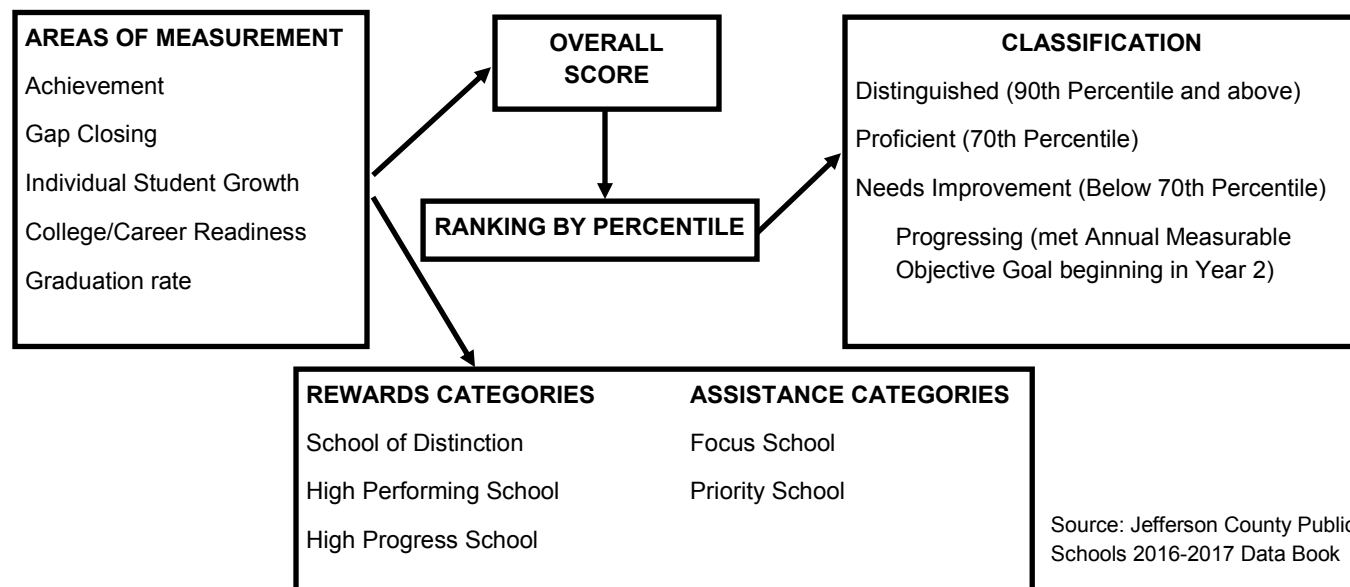 AREAS OF MEASUREMENT
Achievement
Gap Closing
Individual Student Growth
College/Career Readiness
Graduation rate
OVERALL
SCORE
RANKING BY PERCENTILE
CLASSIFICATION
Distinguished (90th Percentile and above)
Proficient (70th Percentile)
Needs Improvement (Below 70th Percentile)
Progressing (met Annual Measurable
Objective Goal beginning in Year 2)
REWARDS CATEGORIES
School of Distinction
High Performing School
High Progress School
ASSISTANCE CATEGORIES
Focus School
Priority School
Source: Jefferson County Public
Schools 2016-2017 Data Book